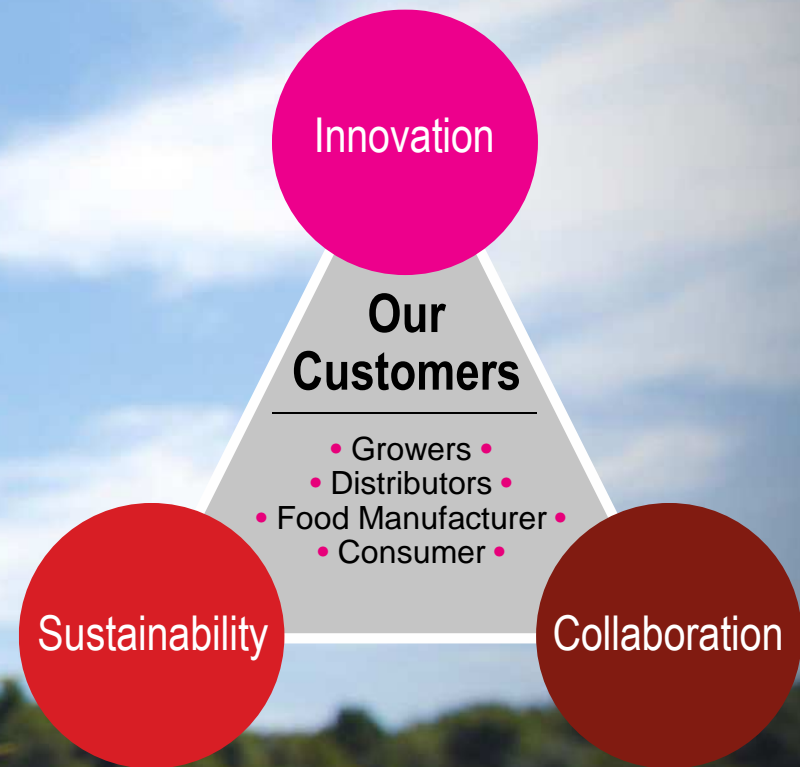 Innovation
Our
Customers
• Growers •
• Distributors •
• Food Manufacturer •
• Consumer •
Sustainability
Collaboration